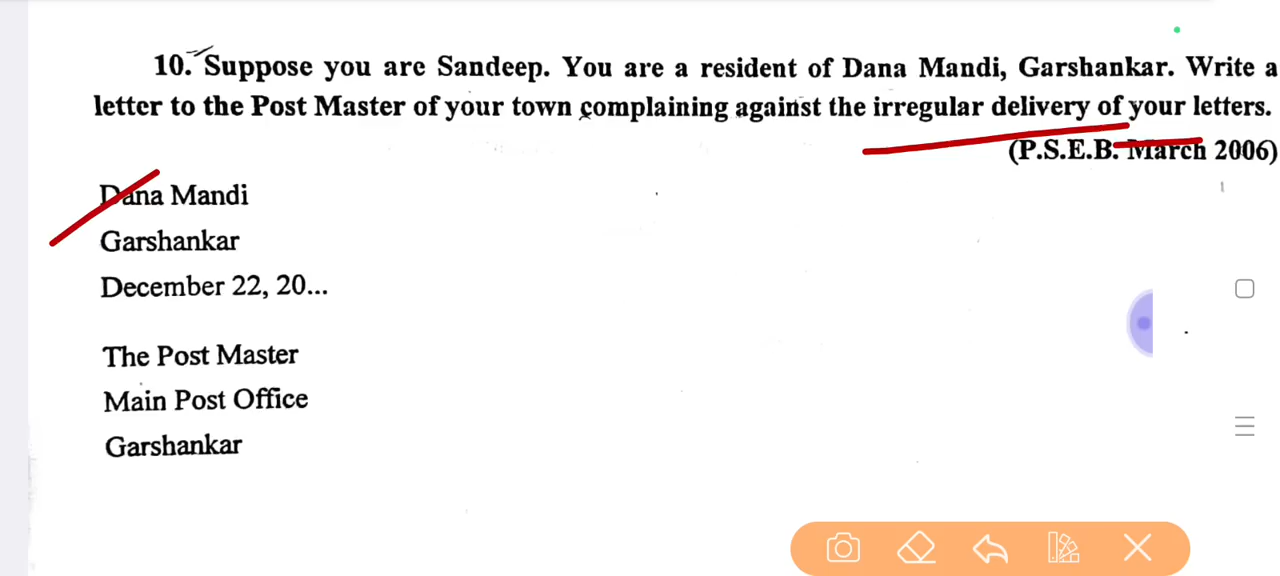 10. Suppose you are Sandeep. You are a resident of Dana Mandi, Garshankar. Write a
letter to the Post Master of your town complaining against the irregular delivery of your letters.
(P.S.E.B. March 2006)
Dana Mandi
Garshankar
December 22, 20...
The Post Master
Main Post Office
Garshankar